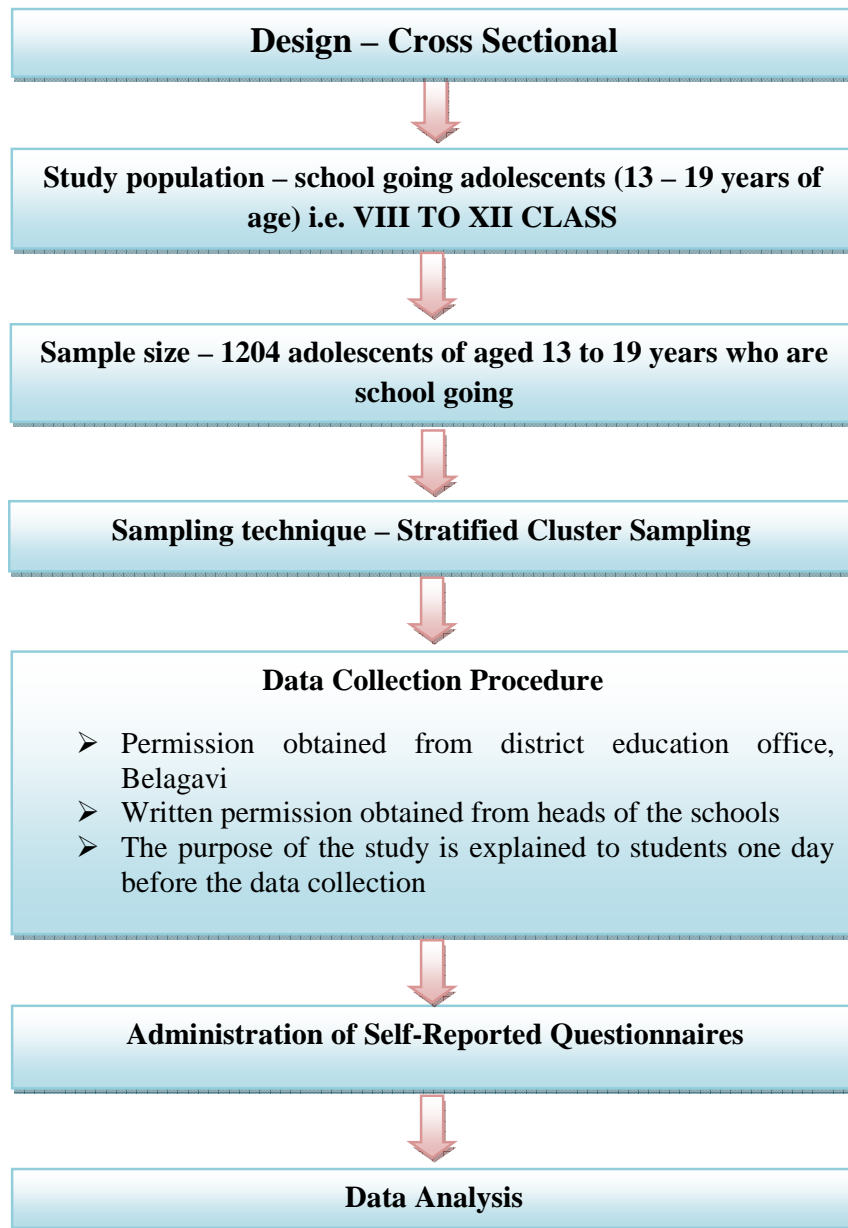 Design – Cross Sectional
Study population – school going adolescents (13 – 19 years of
age) i.e. VIII TO XII CLASS
Sample size – 1204 adolescents of aged 13 to 19 years who are
school going
Sampling technique – Stratified Cluster Sampling
Data Collection Procedure
➢ Permission obtained from district education office,
Belagavi
➢ Written permission obtained from heads of the schools
➢ The purpose of the study is explained to students one day
before the data collection
Administration of Self-Reported Questionnaires
Data Analysis